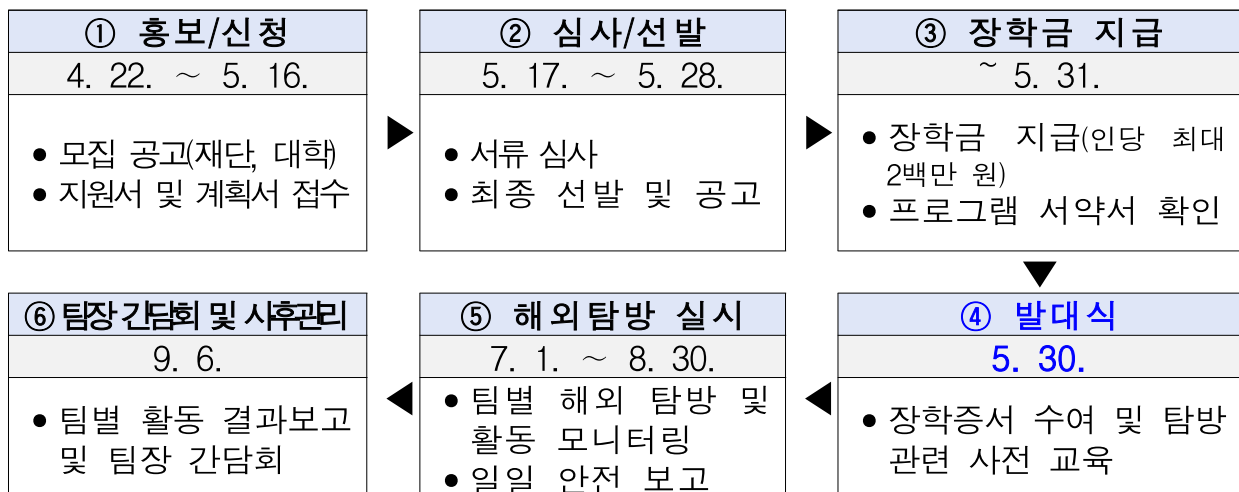 ① 홍보/신청
4. 22. ～ 5. 16.
• 모집 공고(재단, 대학)
• 지원서 및 계획서 접수
② 심사/선발
5. 17. ～ 5. 28.
• 서류 심사
• 최종 선발 및 공고
③ 장학금 지급
~ 5. 31.
• 장학금 지급(인당 최대
2백만 원)
• 프로그램 서약서 확인
④ 발대식
5. 30.
• 장학증서 수여 및 탐방
관련 사전 교육
⑤ 해외탐방 실시
7. 1. ～ 8. 30.
• 팀별 해외 탐방 및
활동 모니터링
• 일일 안전 보고
⑥ 팀장 간담회 및 사후관리
9. 6.
• 팀별 활동 결과보고
및 팀장 간담회